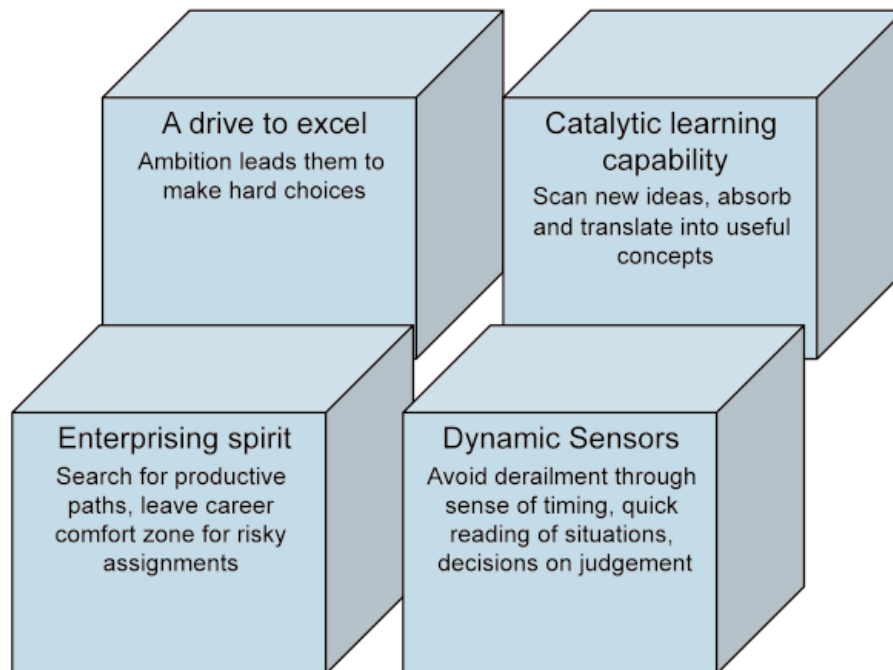 A drive to excel
Ambition leads them to
make hard choices
Catalytic learning
capability
Scan new ideas, absorb
and translate into useful
concepts
Enterprising spirit
Search for productive
paths, leave career
comfort zone for risky
assignments
Dynamic Sensors
Avoid derailment through
sense of timing, quick
reading of situations,
decisions on judgement